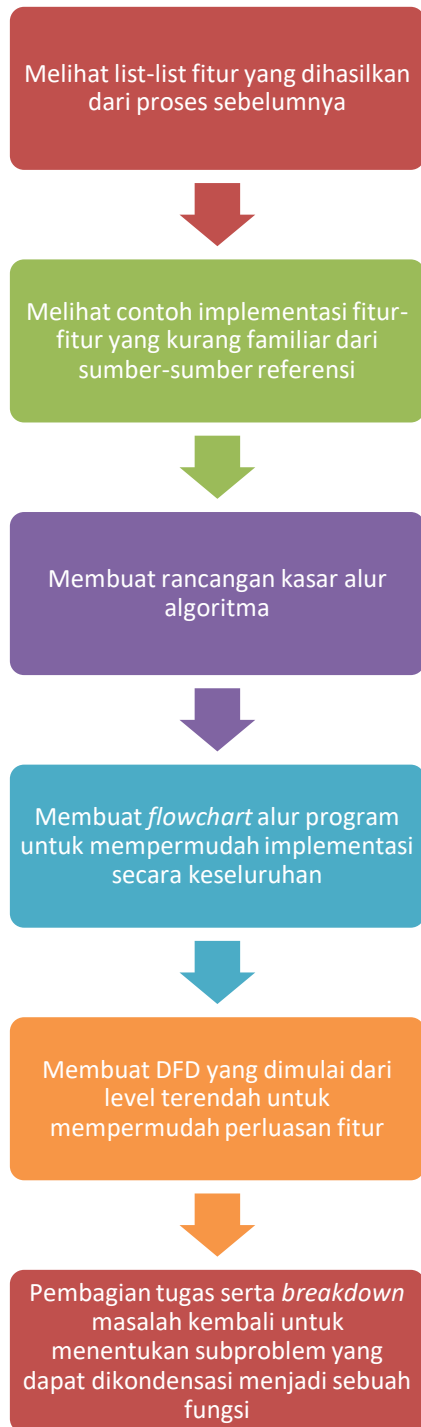 Melihat list-list fitur yang dihasilkan
dari proses sebelumnya
Melihat contoh implementasi fitur-
fitur yang kurang familiar dari
sumber-sumber referensi
Membuat rancangan kasar alur
algoritma
Membuat flowchart alur program
untuk mempermudah implementasi
secara keseluruhan
Membuat DFD yang dimulai dari
level terendah untuk
mempermudah perluasan fitur
Pembagian tugas serta breakdown
masalah kembali untuk
menentukan subproblem yang
dapat dikondensasi menjadi sebuah
fungsi